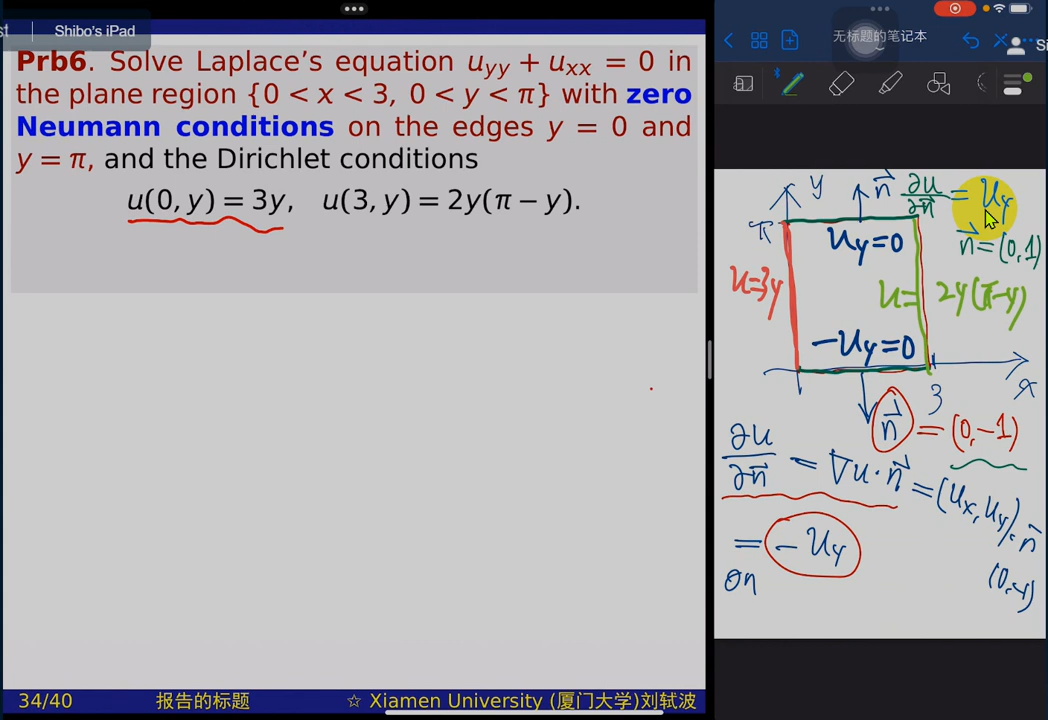 Shibo's iPad
Prb6. Solve Laplace's equation u_yy + u_xx = 0 in
the plane region {0 < x < 3, 0 < y < π} with zero
Neumann conditions on the edges y = 0 and
y = π, and the Dirichlet conditions
u(0, y) = 3y, u(3, y) = 2y(π − y).
34/40
报告的标题
☆ Xiamen University (厦门大学)刘轼波
无标题的笔记本
y
n⃗ ∂u/∂n⃗ = u_y
π
u_y=0
n⃗ = (0,1)
u=3y
u= 2y(π-y)
-u_y=0
3
x
n⃗ = (0,-1)
∂u/∂n⃗ = ∇u·n⃗ = (u_x, u_y)·n⃗
= -u_y
on